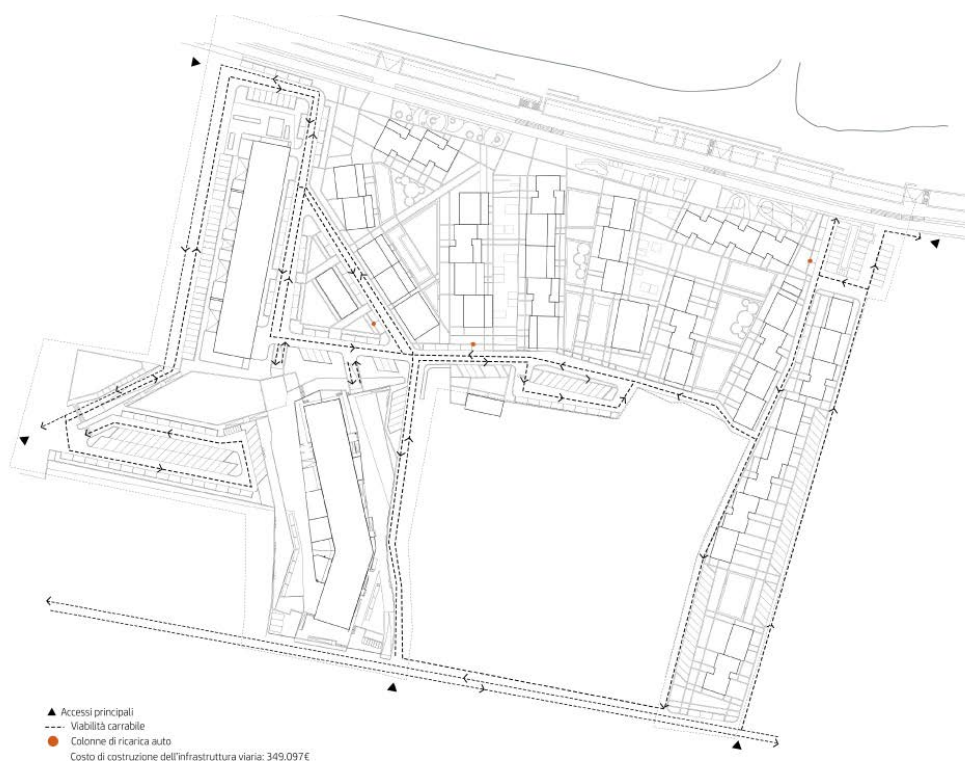 Accessi principali
Viabilità carrabile
Colonne di ricarica auto
Costo di costruzione dell'infrastruttura viaria: 349.097€